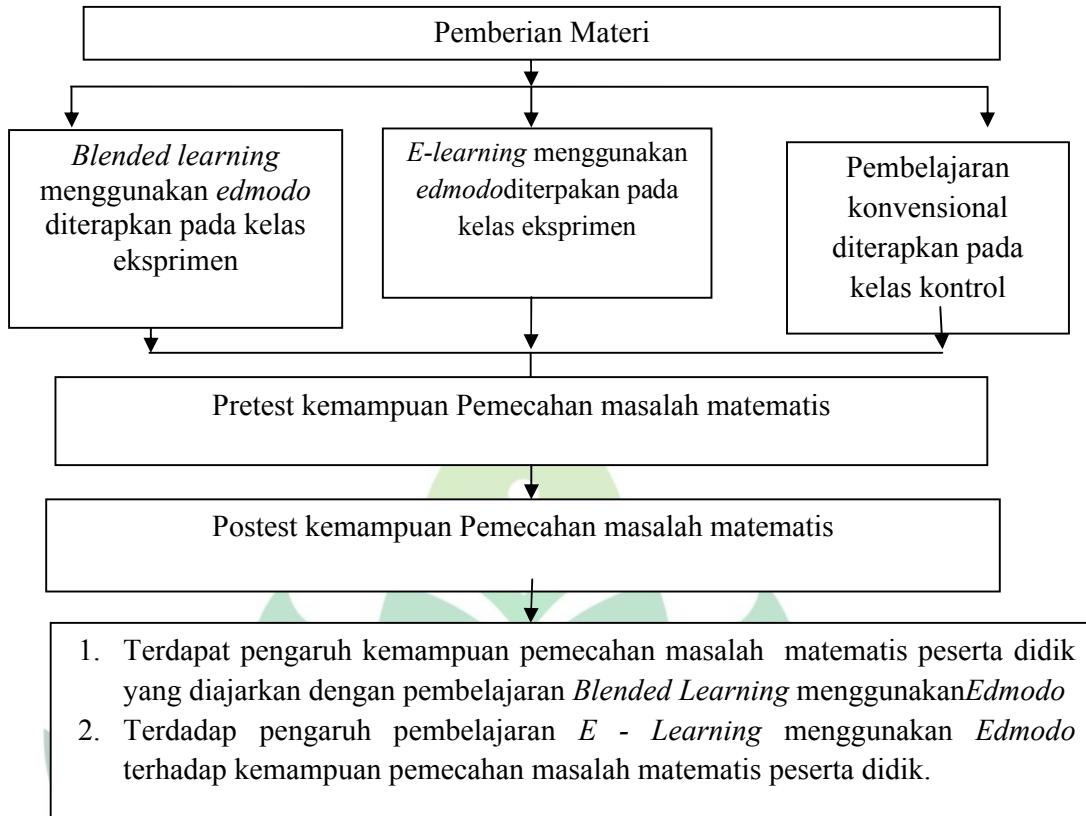 Pemberian Materi
Blended learning
menggunakan edmodo
diterapkan pada kelas
eksprimen
E-learning menggunakan
edmododiterpakan pada
kelas eksprimen
Pembelajaran
konvensional
diterapkan pada
kelas kontrol
Pretest kemampuan Pemecahan masalah matematis
Postest kemampuan Pemecahan masalah matematis
1. Terdapat pengaruh kemampuan pemecahan masalah matematis peserta didik
yang diajarkan dengan pembelajaran Blended Learning menggunakanEdmodo
2. Terdadap pengaruh pembelajaran E - Learning menggunakan Edmodo
terhadap kemampuan pemecahan masalah matematis peserta didik.